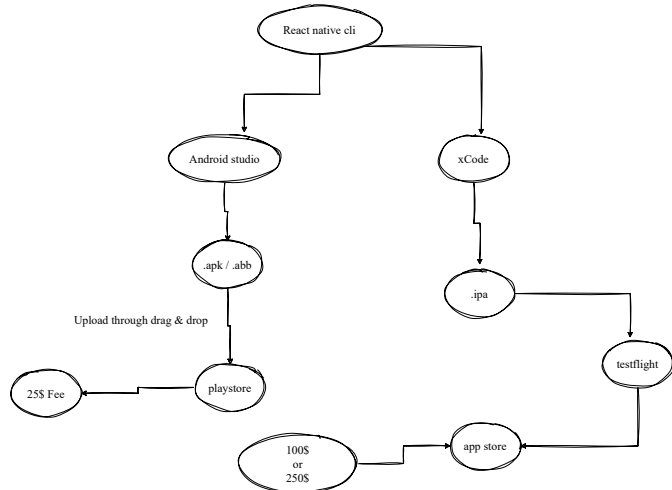 React native cli
Android studio
xCode
.apk / .abb
.ipa
Upload through drag & drop
testflight
25$ Fee
playstore
app store
100$
or
250$